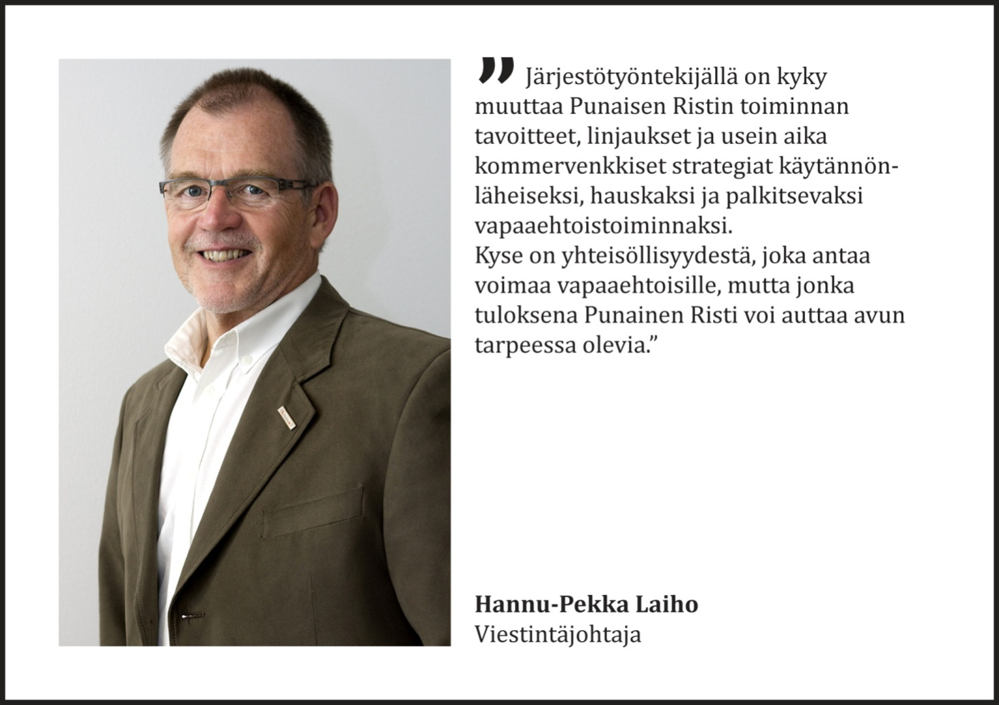 ” Järjestötyöntekijällä on kyky
muuttaa Punaisen Ristin toiminnan
tavoitteet, linjaukset ja usein aika
kommervenkkiset strategiat käytännön-
läheiseksi, hauskaksi ja palkitsevaksi
vapaaehtoistoiminnaksi.
Kyse on yhteisöllisyydestä, joka antaa
voimaa vapaaehtoisille, mutta jonka
tuloksena Punainen Risti voi auttaa avun
tarpeessa olevia.”
Hannu-Pekka Laiho
Viestintäjohtaja